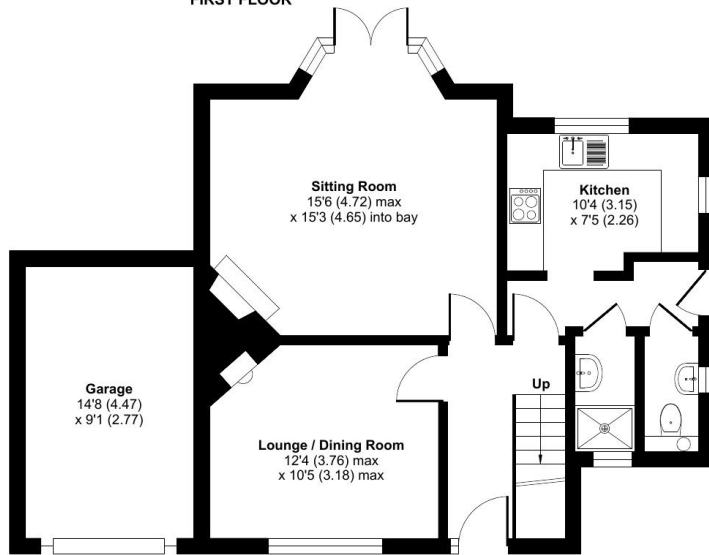 FIRST FLOOR
Sitting Room
15'6 (4.72) max
x 15'3 (4.65) into bay
Kitchen
10'4 (3.15)
x 7'5 (2.26)
Garage
14'8 (4.47)
x 9'1 (2.77)
Up
Lounge / Dining Room
12'4 (3.76) max
x 10'5 (3.18) max